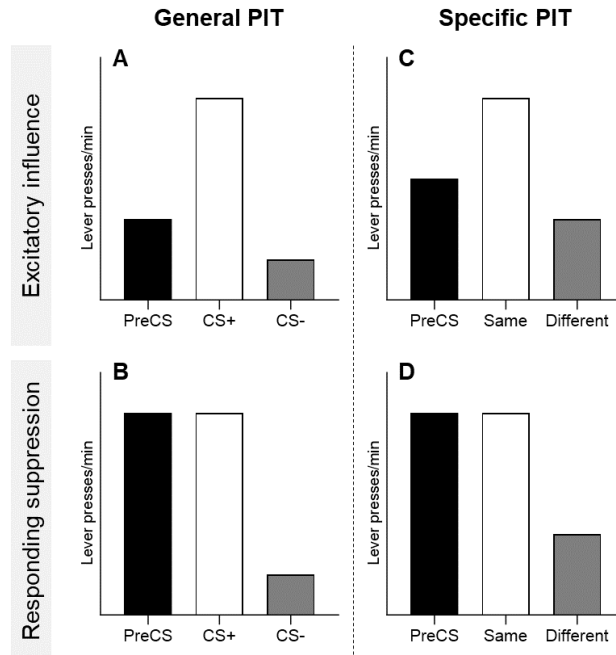 General PIT
Specific PIT
Excitatory influence
A
Lever presses/min
PreCS CS+ CS-
C
Lever presses/min
PreCS Same Different
Responding suppression
B
Lever presses/min
PreCS CS+ CS-
D
Lever presses/min
PreCS Same Different